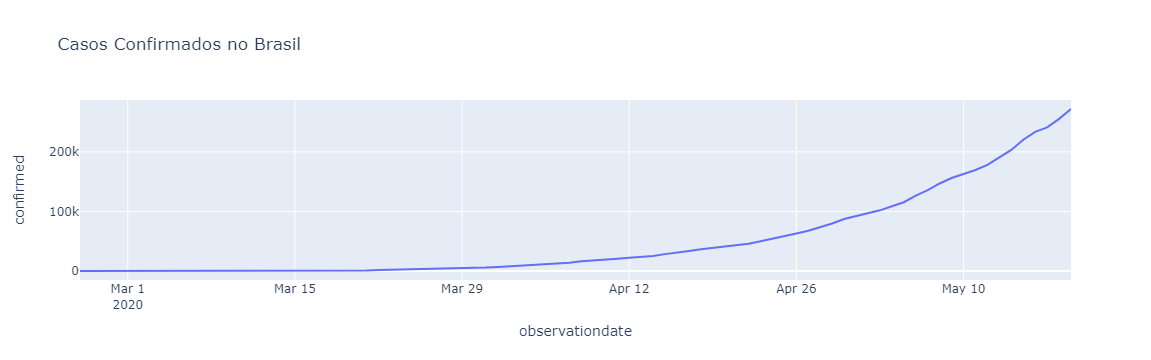 Casos Confirmados no Brasil
confirmed
200k
100k
0
Mar 1
2020
Mar 15
Mar 29
Apr 12
Apr 26
May 10
observationdate